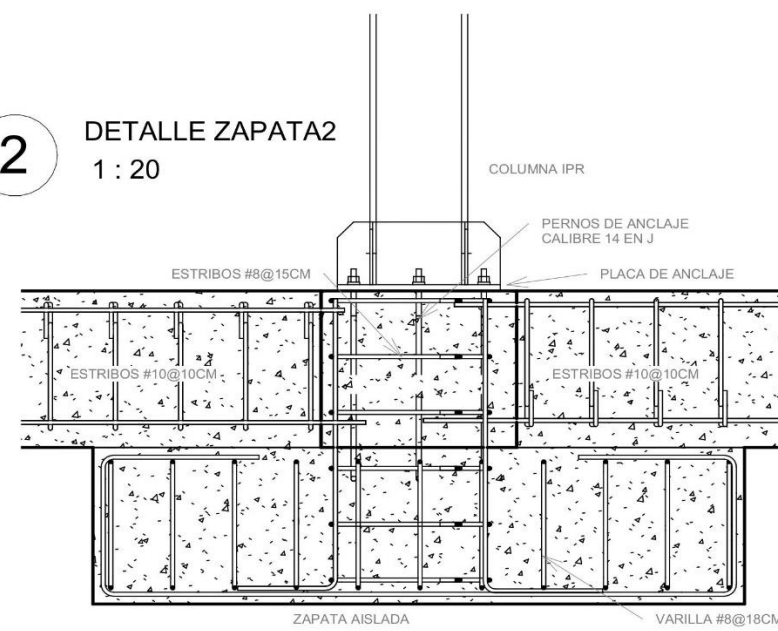 2
DETALLE ZAPATA2
1 : 20
COLUMNA IPR
PERNOS DE ANCLAJE
CALIBRE 14 EN J
ESTRIBOS #8@15CM
PLACA DE ANCLAJE
ESTRIBOS #10@10CM
ESTRIBOS #10@10CM
ZAPATA AISLADA
VARILLA #8@18CM